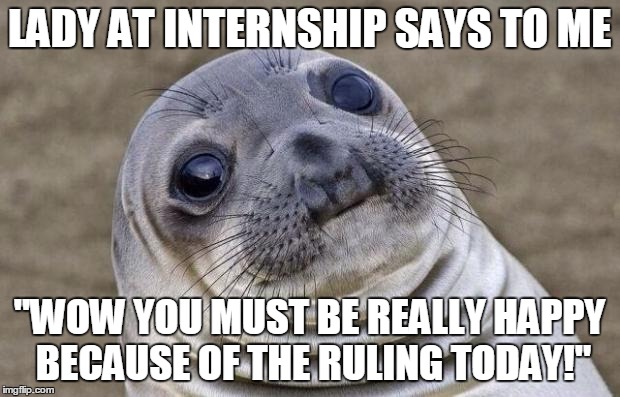 LADY AT INTERNSHIP SAYS TO ME
"WOW YOU MUST BE REALLY HAPPY
BECAUSE OF THE RULING TODAY!"
imgflip.com